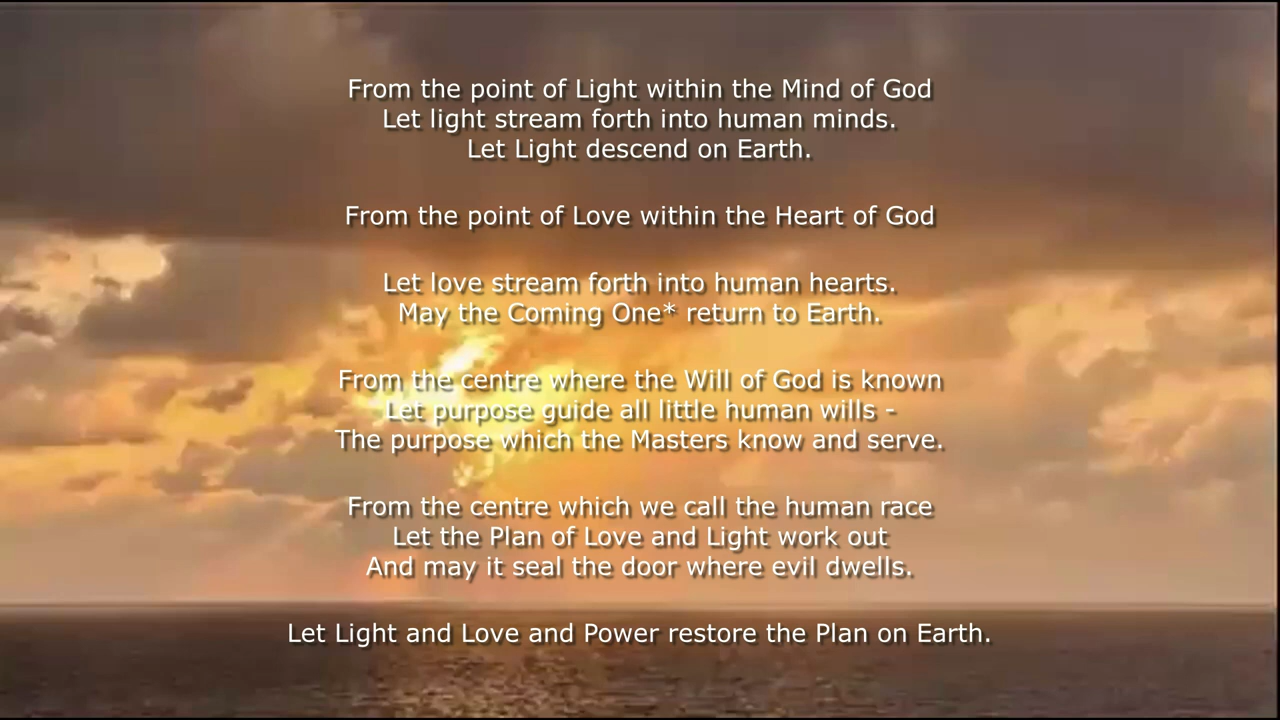 From the point of Light within the Mind of God
Let light stream forth into human minds.
Let Light descend on Earth.
From the point of Love within the Heart of God
Let love stream forth into human hearts.
May the Coming One* return to Earth.
From the centre where the Will of God is known
Let purpose guide all little human wills -
The purpose which the Masters know and serve.
From the centre which we call the human race
Let the Plan of Love and Light work out
And may it seal the door where evil dwells.
Let Light and Love and Power restore the Plan on Earth.